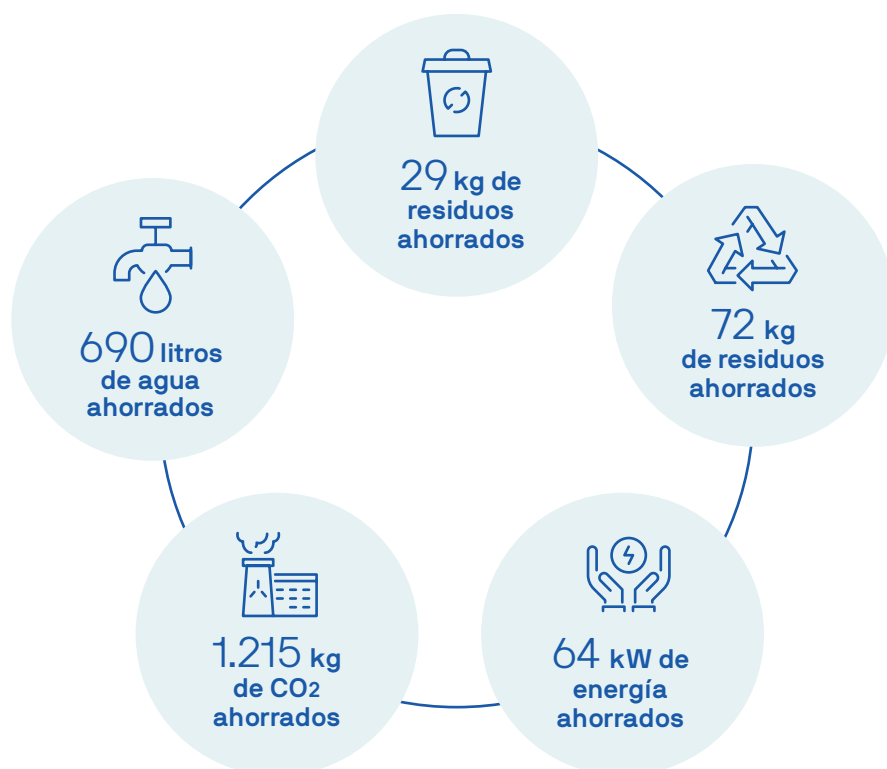 29 kg de
residuos
ahorrados
690 litros
de agua
ahorrados
72 kg
de residuos
ahorrados
1.215 kg
de CO2
ahorrados
64 kW de
energía
ahorrados